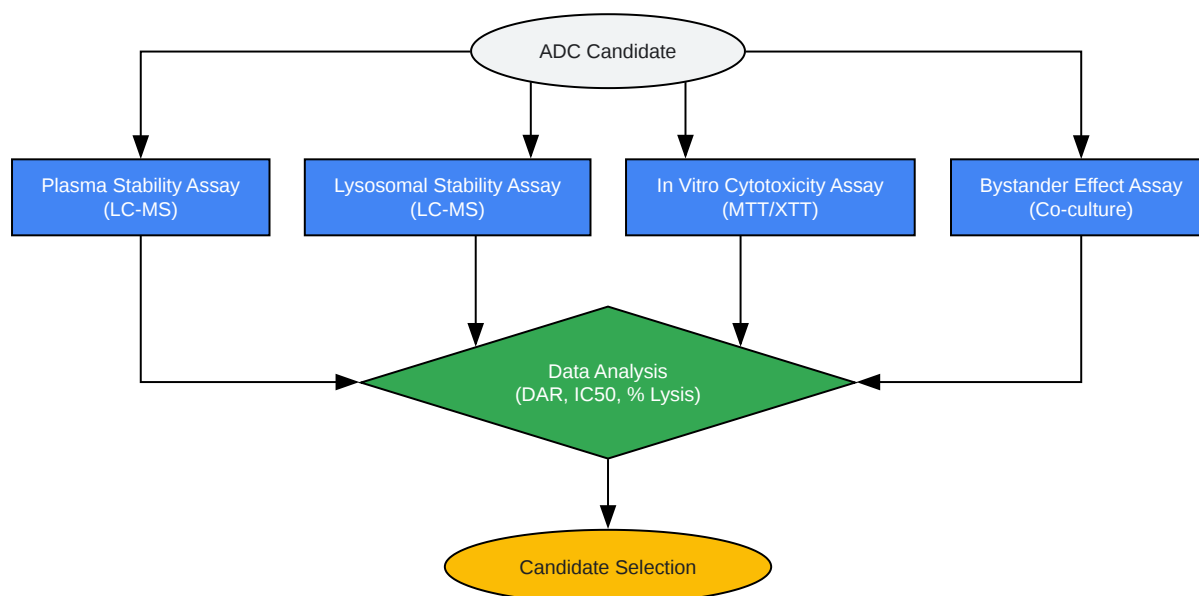 ADC Candidate
Plasma Stability Assay
(LC-MS)
Lysosomal Stability Assay
(LC-MS)
In Vitro Cytotoxicity Assay
(MTT/XTT)
Bystander Effect Assay
(Co-culture)
Data Analysis
(DAR, IC50, % Lysis)
Candidate Selection